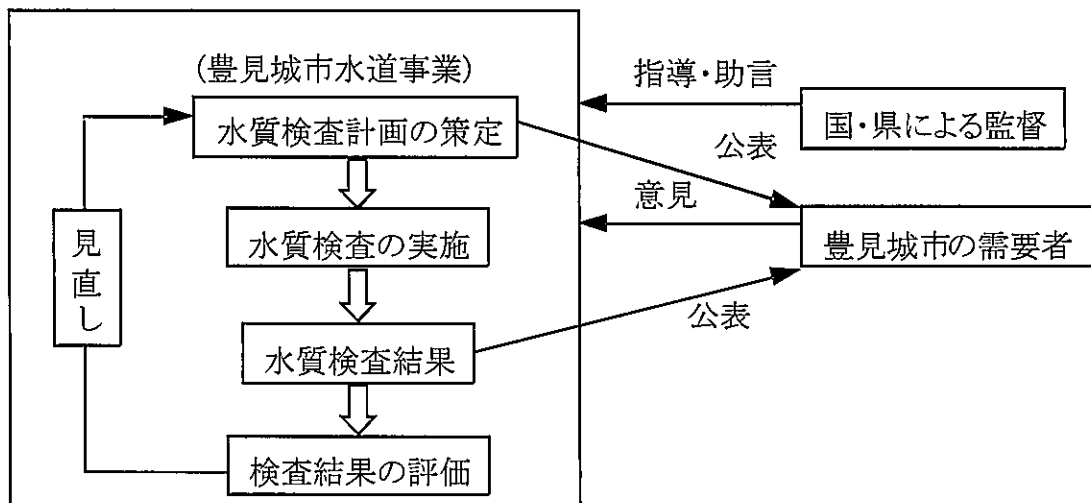 (豊見城市水道事業)
水質検査計画の策定
水質検査の実施
水質検査結果
検査結果の評価
見直し
指導・助言
国・県による監督
公表
意見
豊見城市の需要者
公表